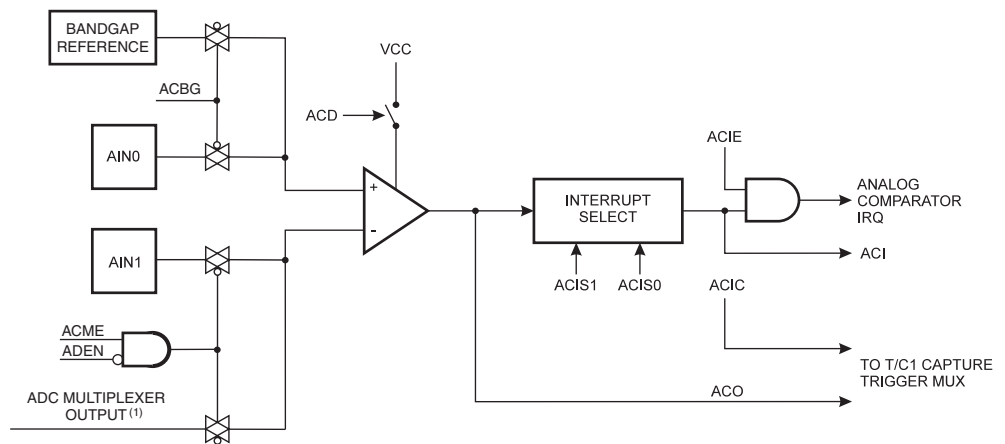 BANDGAP
REFERENCE
ACBG
VCC
ACD
AIN0
ACIE
+
-
INTERRUPT
SELECT
ANALOG
COMPARATOR
IRQ
AIN1
ACI
ACIS1 ACIS0
ACIC
ACME
ADEN
TO T/C1 CAPTURE
TRIGGER MUX
ADC MULTIPLEXER
OUTPUT (1)
ACO